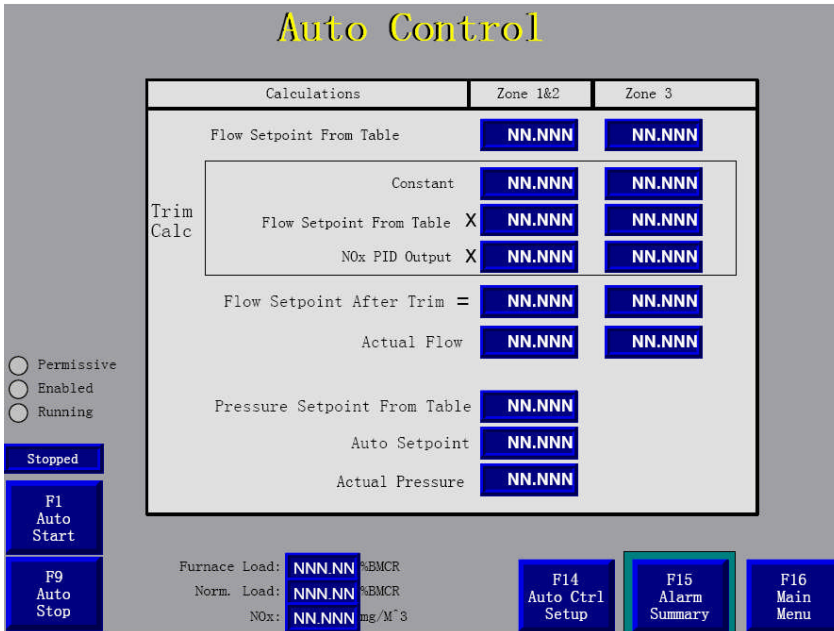 Auto Control
Calculations Zone 1&2 Zone 3
Flow Setpoint From Table NN.NNN NN.NNN
Constant NN.NNN NN.NNN
Trim
Calc
Flow Setpoint From Table X NN.NNN NN.NNN
NOx PID Output X NN.NNN NN.NNN
Flow Setpoint After Trim = NN.NNN NN.NNN
Actual Flow NN.NNN NN.NNN
Permissive
Enabled
Running
Pressure Setpoint From Table NN.NNN
Auto Setpoint NN.NNN
Actual Pressure NN.NNN
Stopped
F1
Auto
Start
F9
Auto
Stop
Furnace Load: NNN.NN %BMCR
Norm. Load: NNN.NN %BMCR
NOx: NN.NNN mg/M^3
F14
Auto Ctrl
Setup
F15
Alarm
Summary
F16
Main
Menu